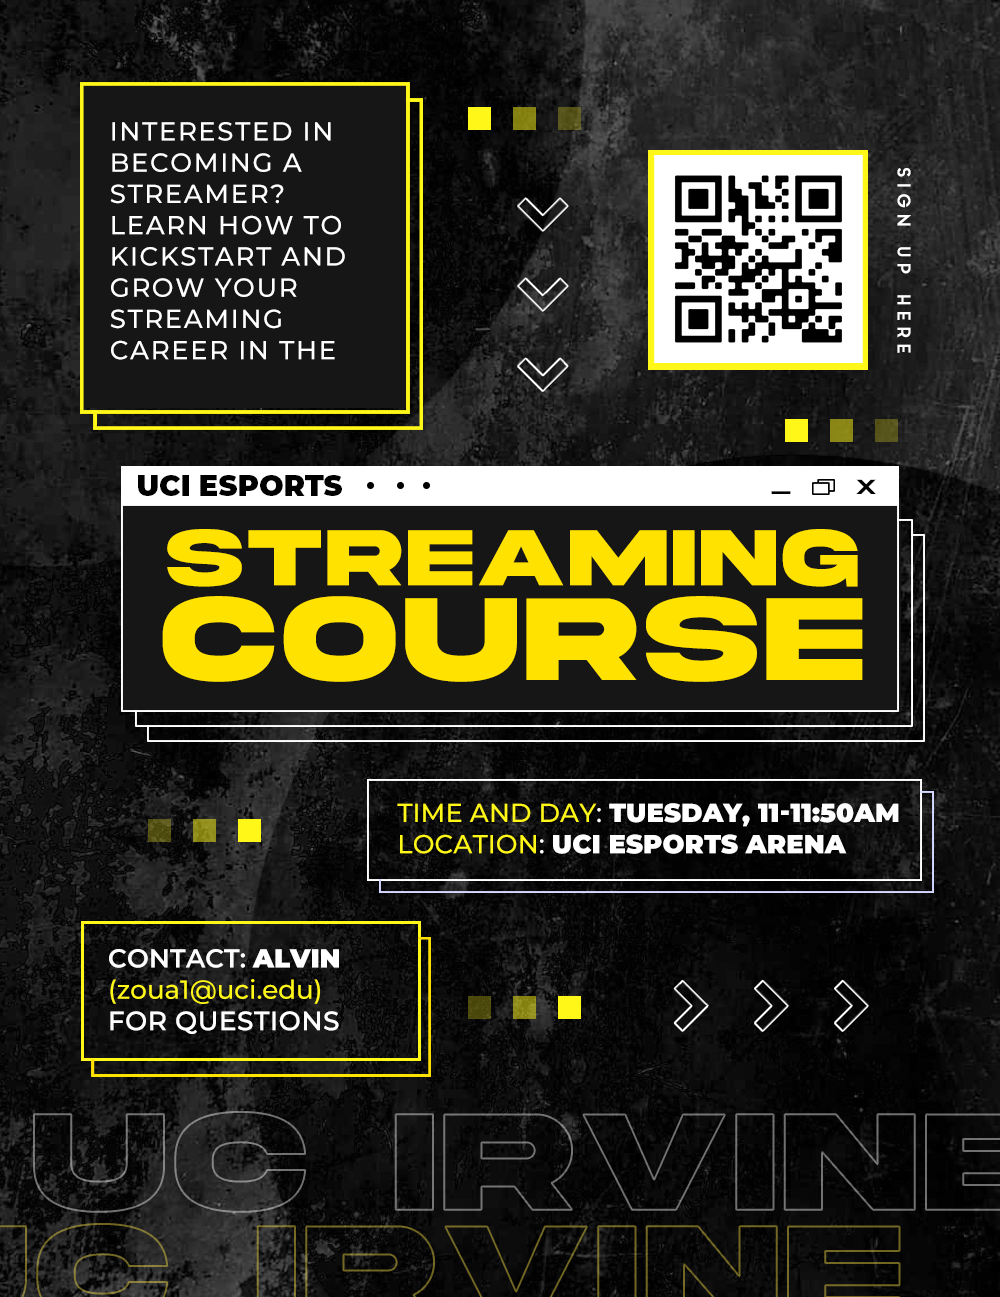 INTERESTED IN
BECOMING A
STREAMER?
LEARN HOW TO
KICKSTART AND
GROW YOUR
STREAMING
CAREER IN THE
SIGN UP HERE
UCI ESPORTS
STREAMING
COURSE
TIME AND DAY: TUESDAY, 11-11:50AM
LOCATION: UCI ESPORTS ARENA
CONTACT: ALVIN
(zoua1@uci.edu)
FOR QUESTIONS
UC IRVINE
UC IRVINE